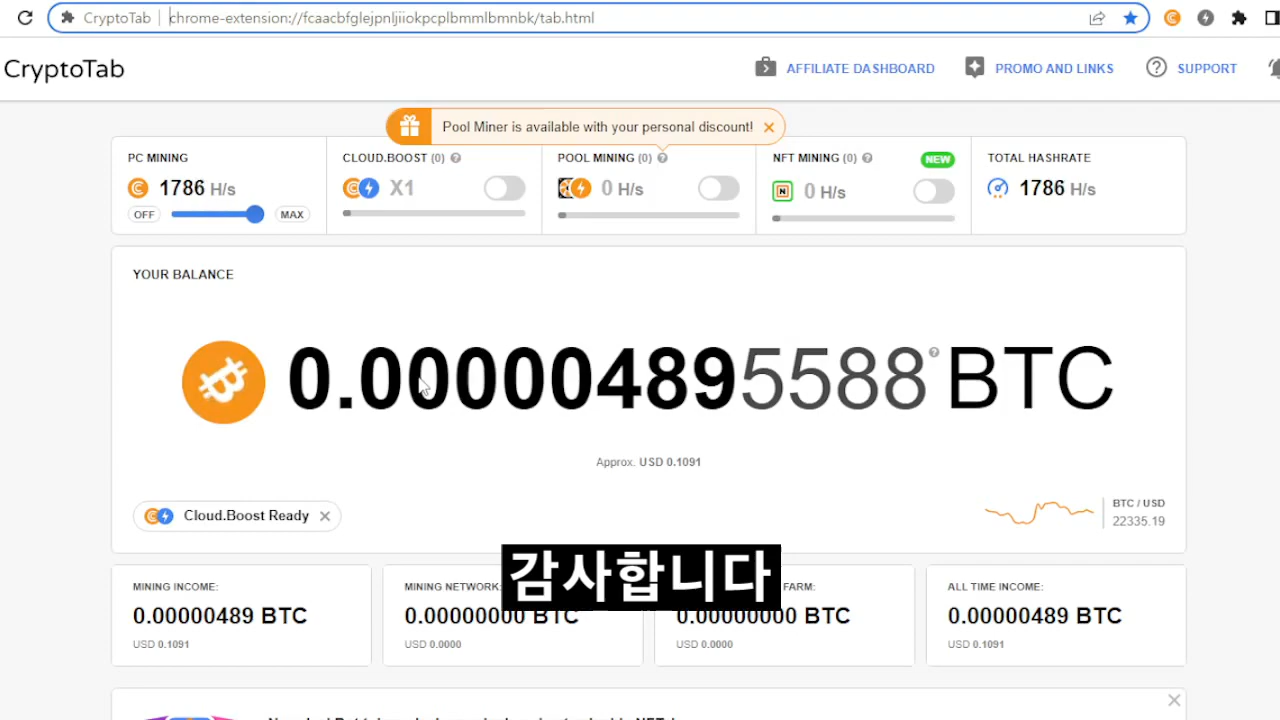 CryptoTab | chrome-extension://fcaacbfglejpnljiiokpcplbmmlbmnbk/tab.html
CryptoTab
AFFILIATE DASHBOARD
PROMO AND LINKS
SUPPORT
Pool Miner is available with your personal discount!
PC MINING
1786 H/s
OFF
MAX
CLOUD.BOOST (0)
X1
POOL MINING (0)
0 H/s
NFT MINING (0)
NEW
0 H/s
TOTAL HASHRATE
1786 H/s
YOUR BALANCE
0.000004895588 BTC
Approx. USD 0.1091
Cloud.Boost Ready
BTC / USD
22335.19
감사합니다
MINING INCOME:
0.00000489 BTC
USD 0.1091
MINING NETWORK:
0.00000000 BTC
USD 0.0000
FARM:
0.00000000 BTC
USD 0.0000
ALL TIME INCOME:
0.00000489 BTC
USD 0.1091